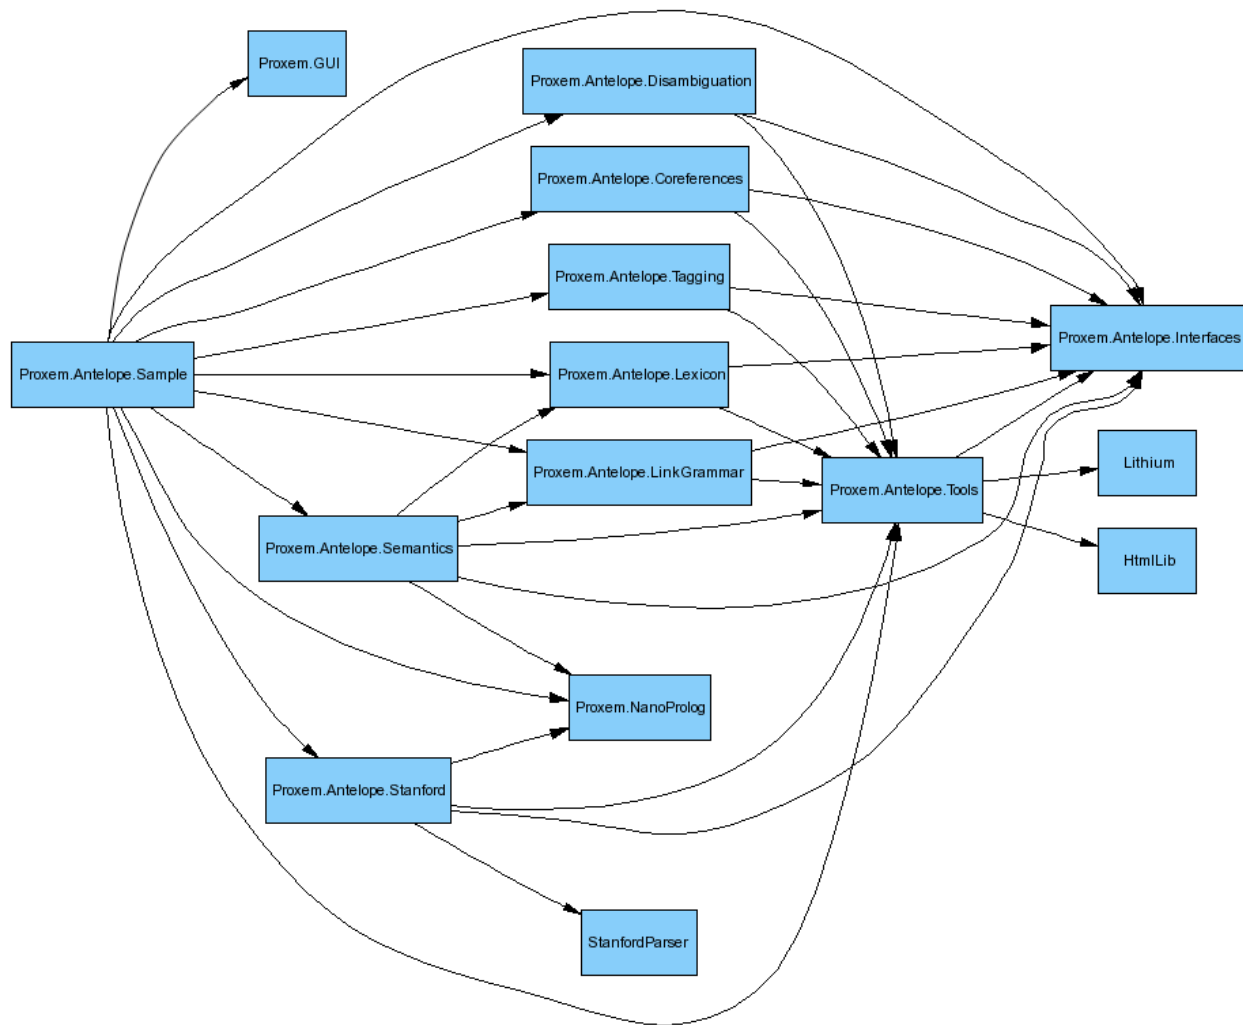 Proxem.GUI
Proxem.Antelope.Disambiguation
Proxem.Antelope.Coreferences
Proxem.Antelope.Tagging
Proxem.Antelope.Interfaces
Proxem.Antelope.Sample
Proxem.Antelope.Lexicon
Lithium
Proxem.Antelope.LinkGrammar
Proxem.Antelope.Tools
Proxem.Antelope.Semantics
HtmlLib
Proxem.NanoProlog
Proxem.Antelope.Stanford
StanfordParser